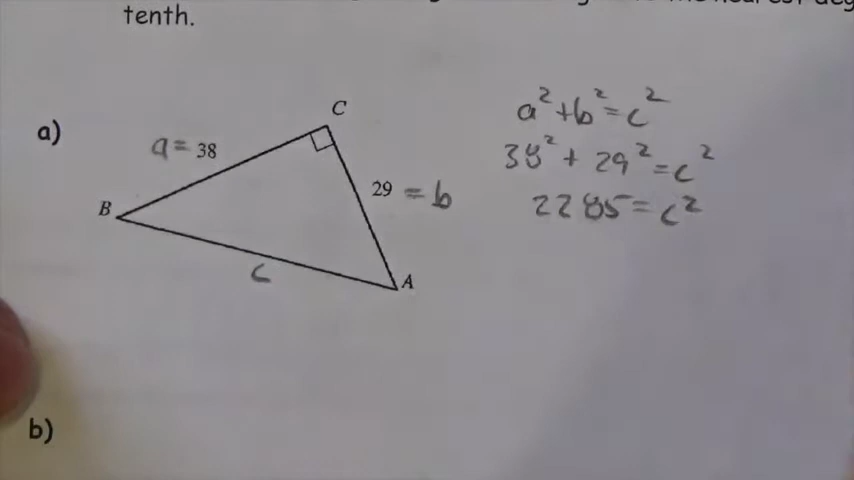 tenth.
a)
C
a = 38
29 = b
B
c
A
a² + b² = c²
38² + 29² = c²
2285 = c²
b)